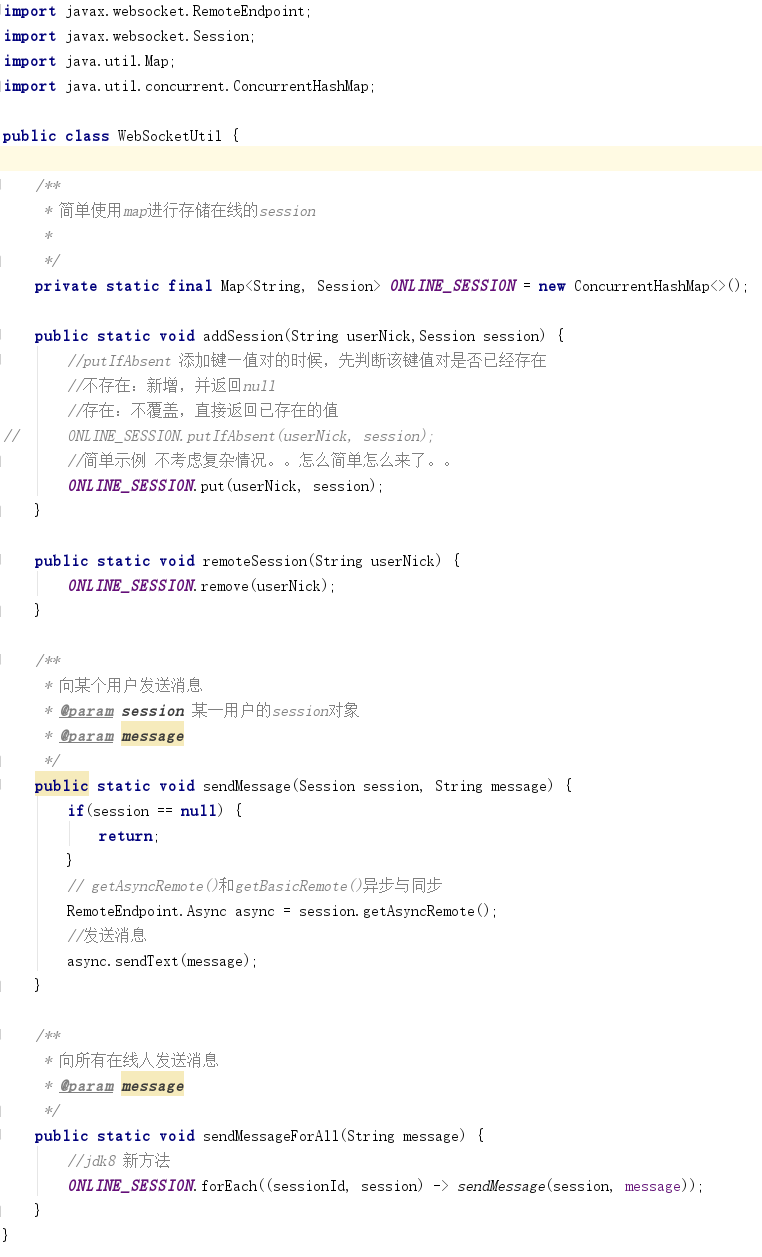 import javax.websocket.RemoteEndpoint;
import javax.websocket.Session;
import java.util.Map;
import java.util.concurrent.ConcurrentHashMap;

public class WebSocketUtil {

    /**
     * 简单使用map进行存储在线的session
     *
     */
    private static final Map<String, Session> ONLINE_SESSION = new ConcurrentHashMap<>();

    public static void addSession(String userNick,Session session) {
        //putIfAbsent 添加键一值对的时候，先判断该键值对是否已经存在
        //不存在：新增，并返回null
        //存在：不覆盖，直接返回已存在的值
//      ONLINE_SESSION.putIfAbsent(userNick, session);
        //简单示例 不考虑复杂情况。。怎么简单怎么来了。。
        ONLINE_SESSION.put(userNick, session);
    }

    public static void remoteSession(String userNick) {
        ONLINE_SESSION.remove(userNick);
    }

    /**
     * 向某个用户发送消息
     * @param session 某一用户的session对象
     * @param message
     */
    public static void sendMessage(Session session, String message) {
        if(session == null) {
            return;
        }
        // getAsyncRemote()和getBasicRemote()异步与同步
        RemoteEndpoint.Async async = session.getAsyncRemote();
        //发送消息
        async.sendText(message);
    }

    /**
     * 向所有在线人发送消息
     * @param message
     */
    public static void sendMessageForAll(String message) {
        //jdk8 新方法
        ONLINE_SESSION.forEach((sessionId, session) -> sendMessage(session, message));
    }
}